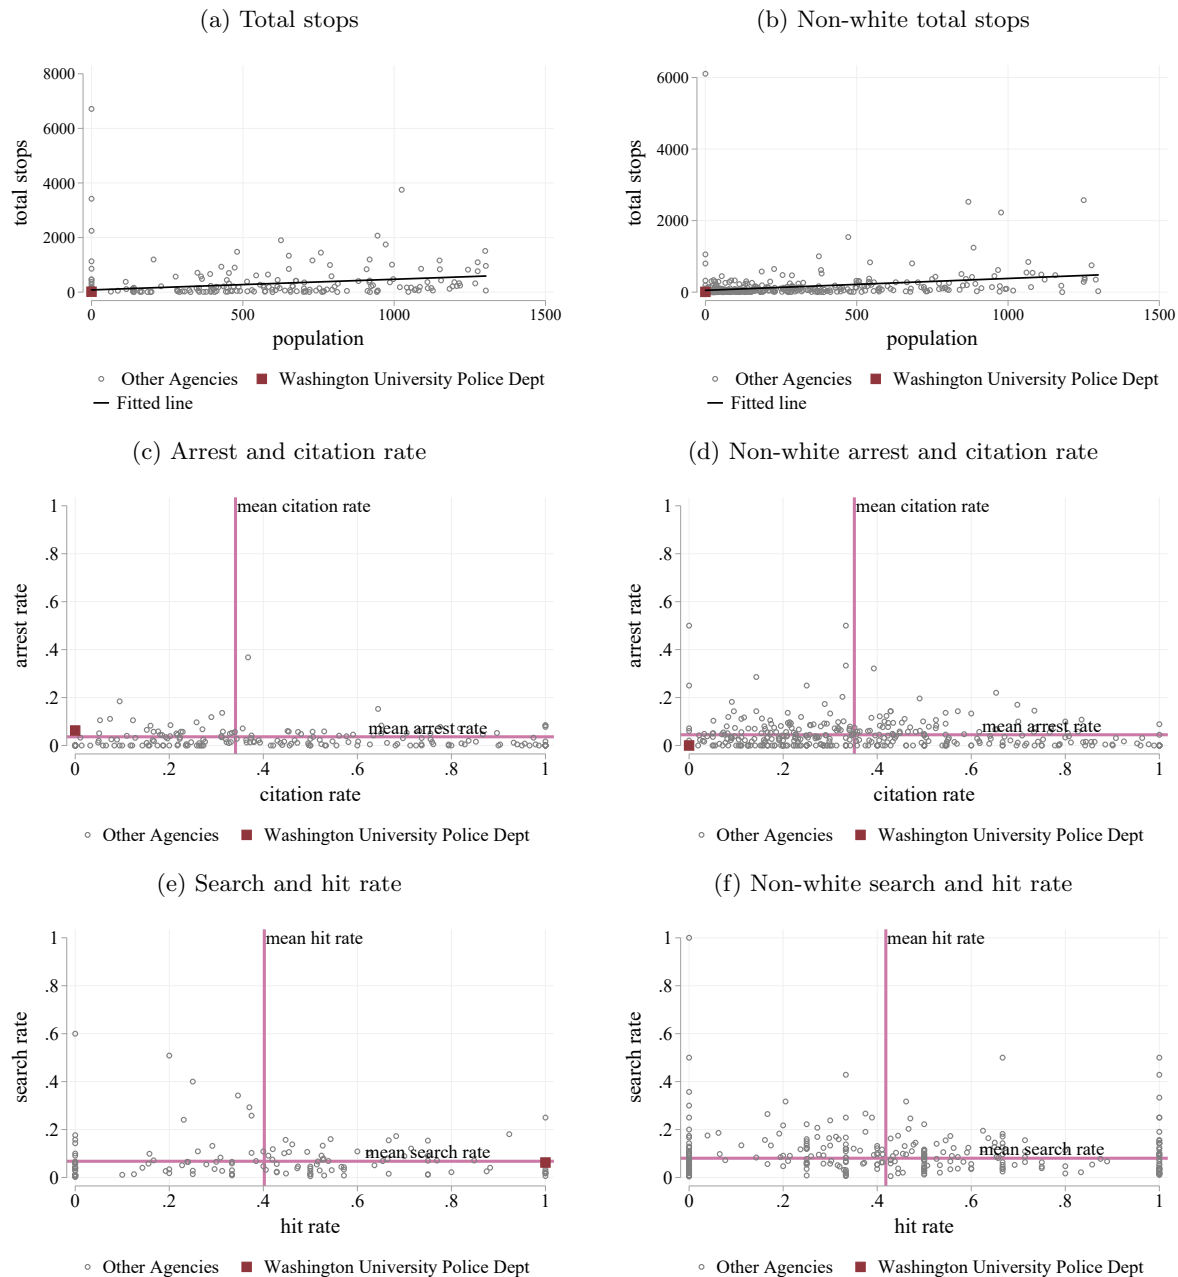 (a) Total stops
8000
6000
4000
2000
0
total stops
0 500 1000 1500
population
Other Agencies Washington University Police Dept
Fitted line
(b) Non-white total stops
6000
4000
2000
0
total stops
0 500 1000 1500
population
Other Agencies Washington University Police Dept
Fitted line
(c) Arrest and citation rate
mean citation rate
mean arrest rate
1
.8
.6
.4
.2
0
arrest rate
0 .2 .4 .6 .8 1
citation rate
Other Agencies Washington University Police Dept
(d) Non-white arrest and citation rate
mean citation rate
mean arrest rate
1
.8
.6
.4
.2
0
arrest rate
0 .2 .4 .6 .8 1
citation rate
Other Agencies Washington University Police Dept
(e) Search and hit rate
mean hit rate
mean search rate
1
.8
.6
.4
.2
0
search rate
0 .2 .4 .6 .8 1
hit rate
Other Agencies Washington University Police Dept
(f) Non-white search and hit rate
mean hit rate
mean search rate
1
.8
.6
.4
.2
0
search rate
0 .2 .4 .6 .8 1
hit rate
Other Agencies Washington University Police Dept